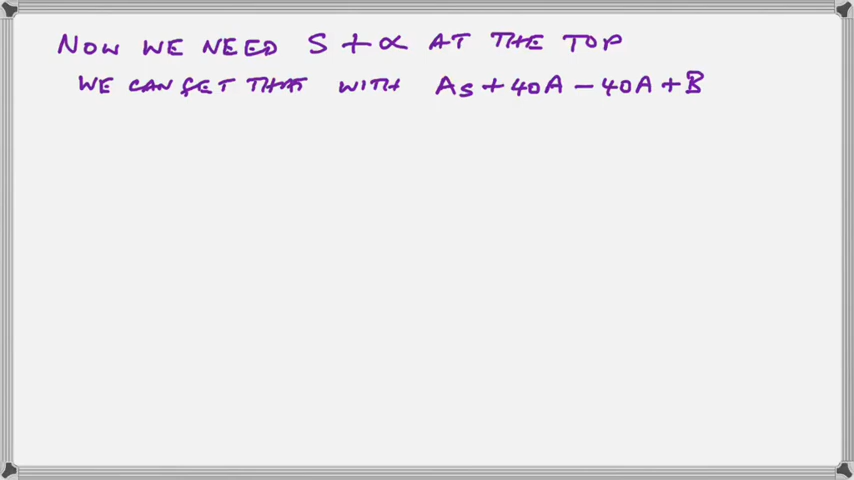 NOW WE NEED S + α AT THE TOP
WE CAN GET THAT WITH As + 40A - 40A + B